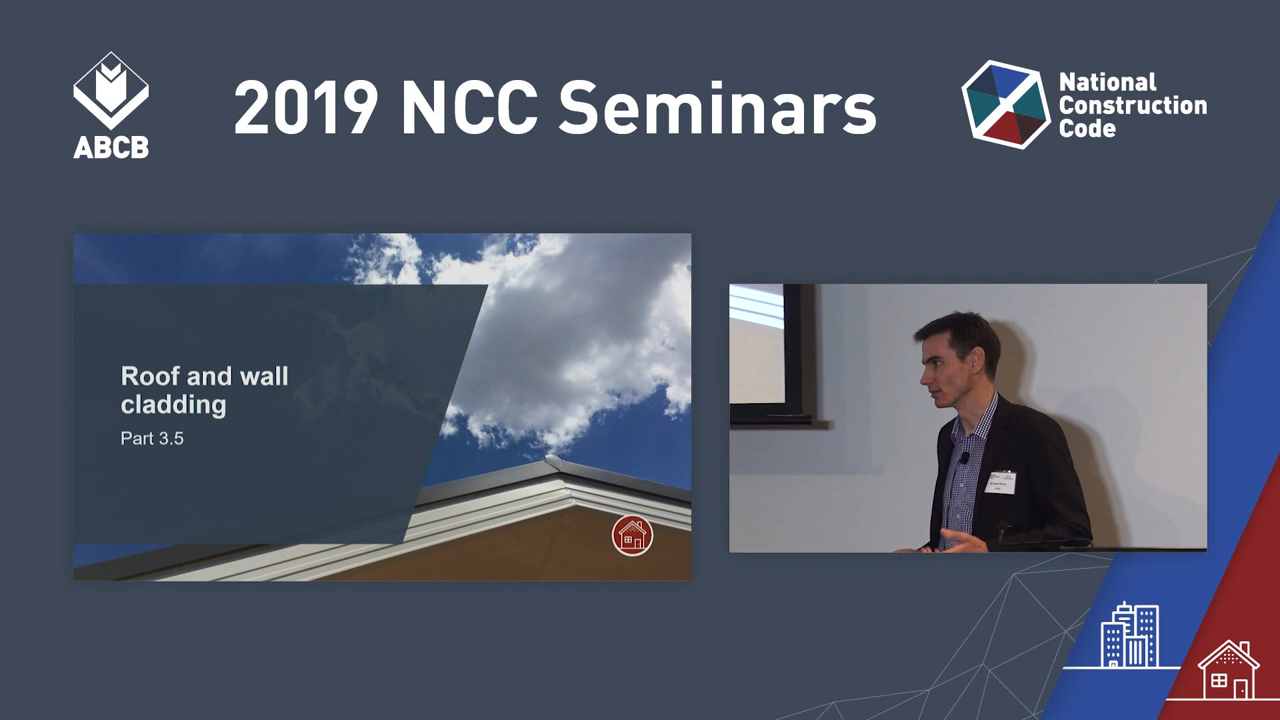 ABCB
2019 NCC Seminars
National
Construction
Code
Roof and wall
cladding
Part 3.5